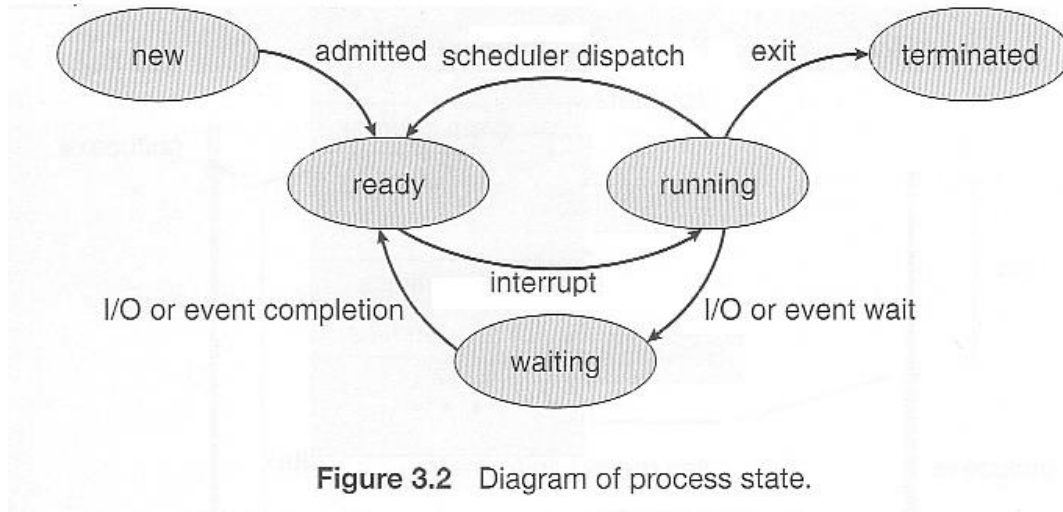 new
admitted
scheduler dispatch
exit
terminated
ready
running
interrupt
I/O or event completion
I/O or event wait
waiting
Figure 3.2 Diagram of process state.